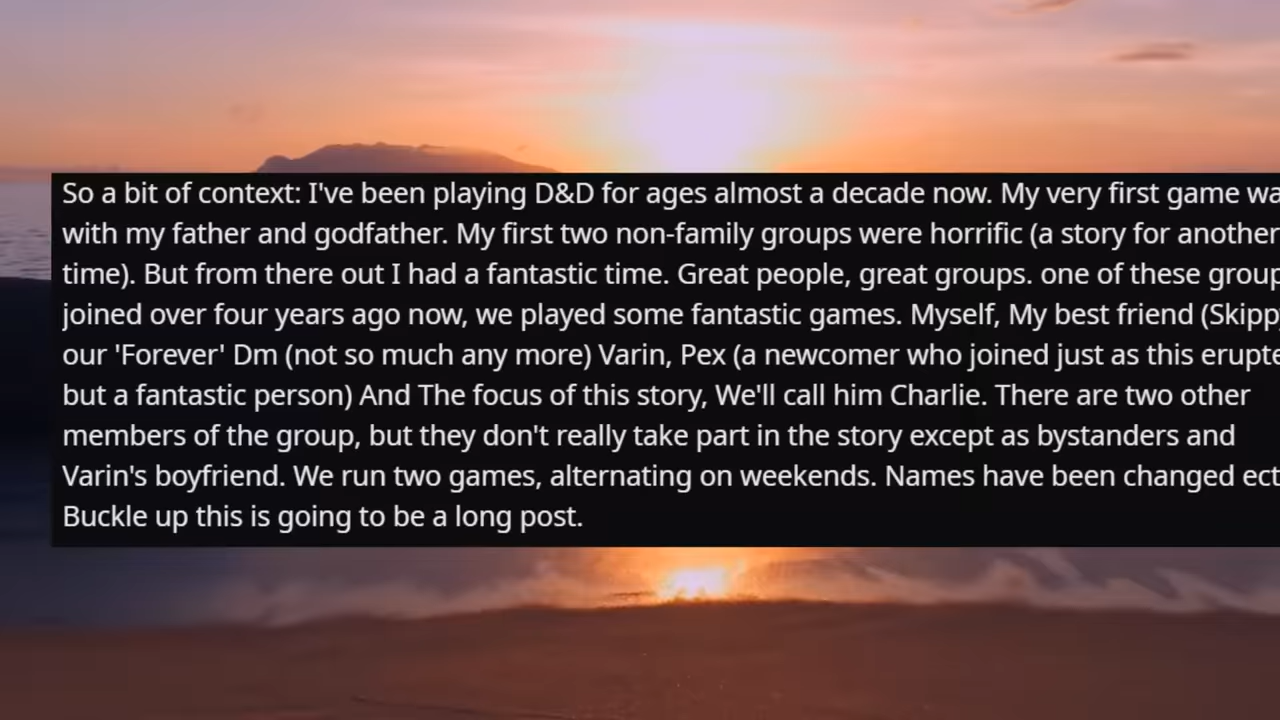 So a bit of context: I've been playing D&D for ages almost a decade now. My very first game wa
with my father and godfather. My first two non-family groups were horrific (a story for another
time). But from there out I had a fantastic time. Great people, great groups. one of these group
joined over four years ago now, we played some fantastic games. Myself, My best friend (Skipp
our 'Forever' Dm (not so much any more) Varin, Pex (a newcomer who joined just as this erupte
but a fantastic person) And The focus of this story, We'll call him Charlie. There are two other
members of the group, but they don't really take part in the story except as bystanders and
Varin's boyfriend. We run two games, alternating on weekends. Names have been changed ect
Buckle up this is going to be a long post.